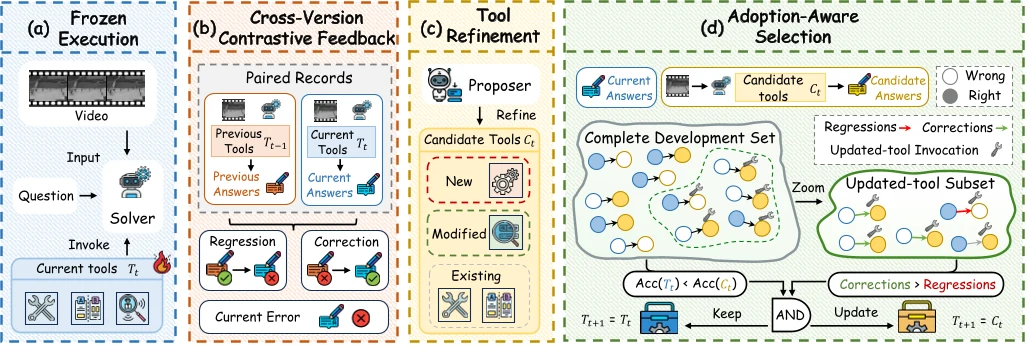 (a) Frozen
Execution
Video
Input
Question
Solver
Invoke
Current tools T_t
(b) Cross-Version
Contrastive Feedback
Paired Records
Previous
Tools T_{t-1}
Previous
Answers
Current
Tools T_t
Current
Answers
Regression
Correction
Current Error
(c) Tool
Refinement
Proposer
Refine
Candidate Tools C_t
New
Modified
Existing
(d) Adoption-Aware
Selection
Current
Answers
Candidate
tools C_t
Candidate
Answers
Wrong
Right
Regressions Corrections
Updated-tool Invocation
Complete Development Set
Zoom
Updated-tool Subset
Acc(T_t) < Acc(C_t)
Corrections > Regressions
T_{t+1} = T_t
Keep
AND
Update
T_{t+1} = C_t